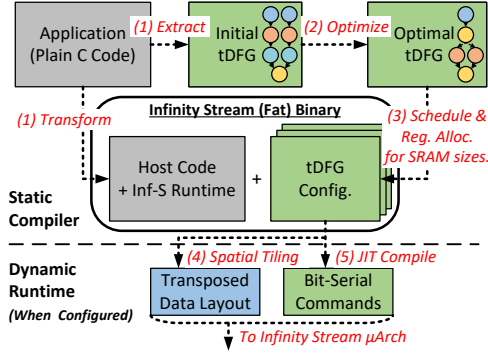 Application
(Plain C Code)
(1) Extract
Initial
tDFG
(2) Optimize
Optimal
tDFG
(1) Transform
Infinity Stream (Fat) Binary
(3) Schedule &
Reg. Alloc.
for SRAM sizes.
Host Code
+ Inf-S Runtime
+
tDFG
Config.
Static
Compiler
(4) Spatial Tiling
(5) JIT Compile
Dynamic
Runtime
(When Configured)
Transposed
Data Layout
Bit-Serial
Commands
To Infinity Stream μArch